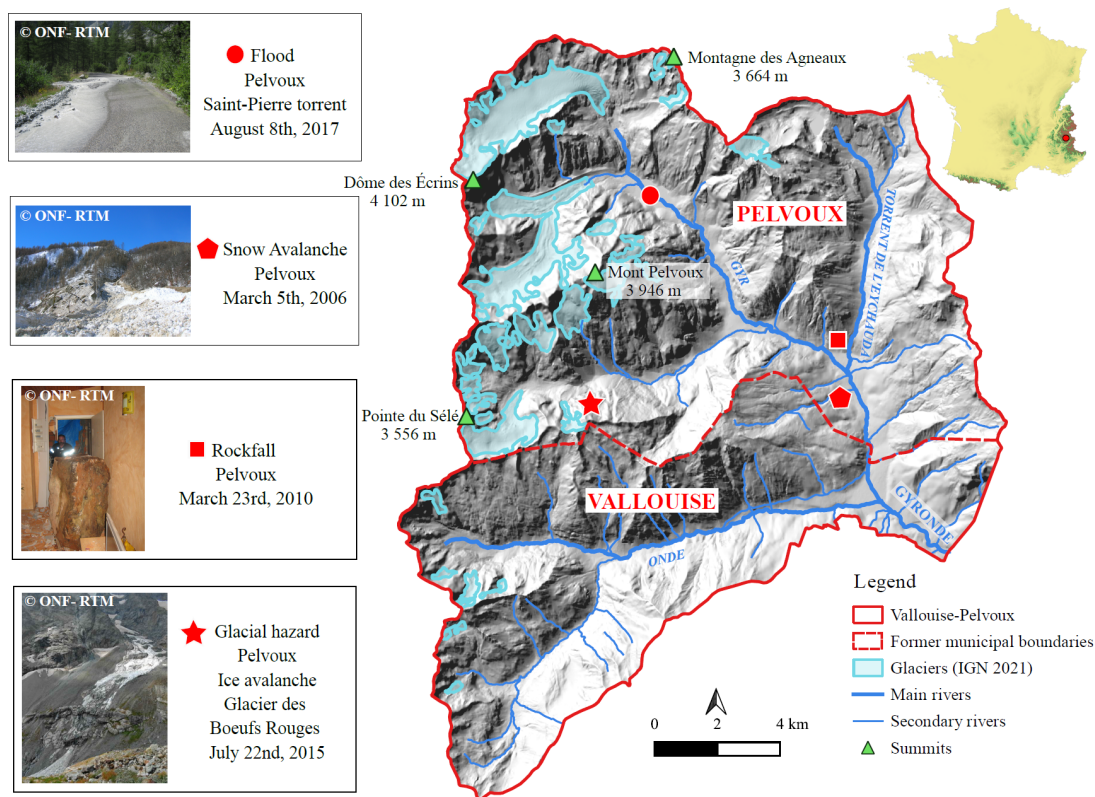 © ONF- RTM
Flood
Pelvoux
Saint-Pierre torrent
August 8th, 2017
© ONF- RTM
Snow Avalanche
Pelvoux
March 5th, 2006
© ONF- RTM
Rockfall
Pelvoux
March 23rd, 2010
© ONF- RTM
Glacial hazard
Pelvoux
Ice avalanche
Glacier des
Boeufs Rouges
July 22nd, 2015
Montagne des Agneaux
3 664 m
Dôme des Écrins
4 102 m
PELVOUX
Mont Pelvoux
3 946 m
GYR
TORRENT DE L'EYCHAUDA
Pointe du Sélé
3 556 m
VALLOUISE
GYRONDE
ONDE
Legend
Vallouise-Pelvoux
Former municipal boundaries
Glaciers (IGN 2021)
Main rivers
Secondary rivers
Summits
0 2 4 km